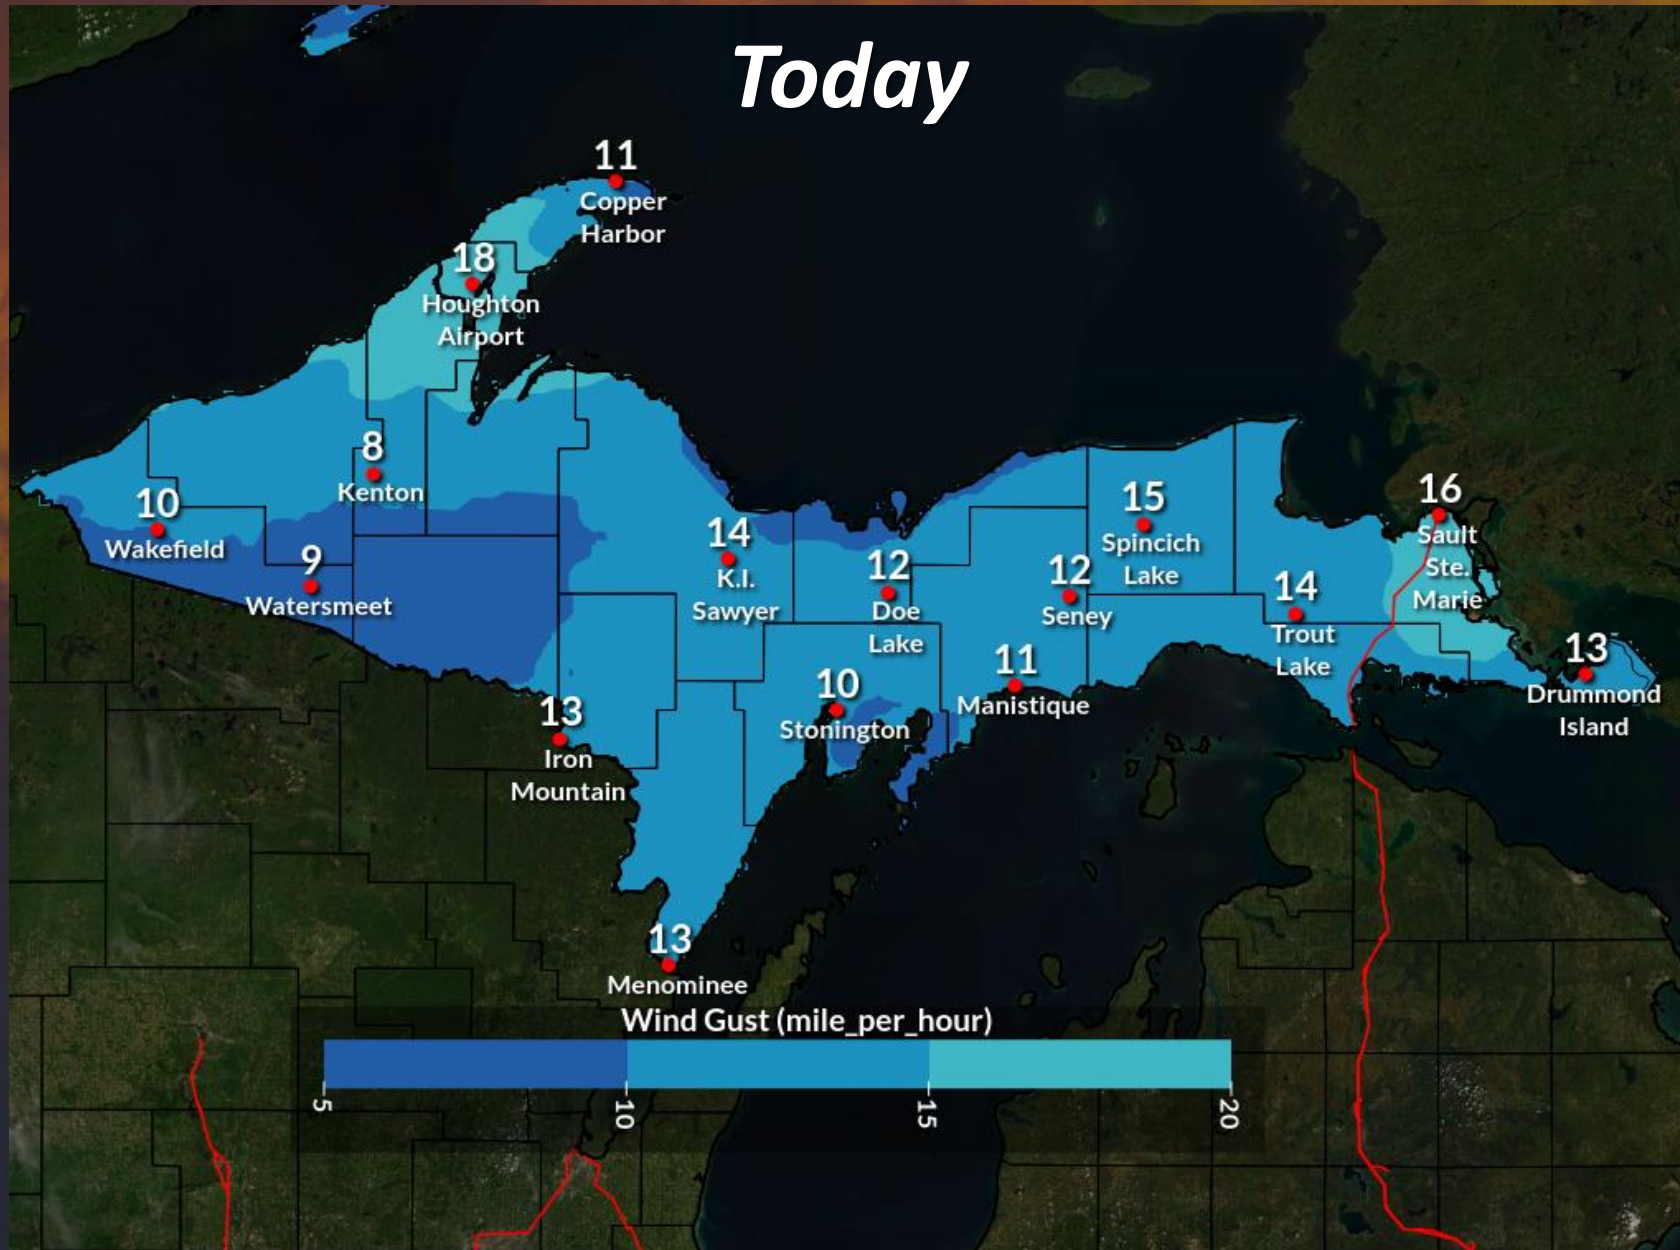 Today
11
Copper
Harbor
18
Houghton
Airport
8
Kenton
10
Wakefield
9
Watersmeet
14
K.I.
Sawyer
12
Doe
Lake
12
Seney
15
Spincich
Lake
16
Sault
Ste.
Marie
14
Trout
Lake
13
Drummond
Island
11
Manistique
10
Stonington
13
Iron
Mountain
13
Menominee
Wind Gust (mile_per_hour)
5
10
15
20